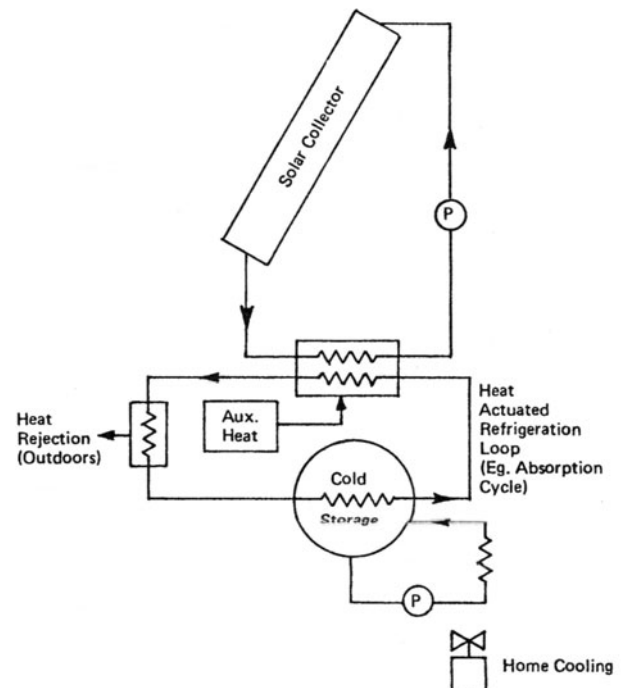 Solar Collector
P
Heat
Actuated
Refrigeration
Loop
(Eg. Absorption
Cycle)
Heat
Rejection
(Outdoors)
Aux.
Heat
Cold
Storage
P
Home Cooling